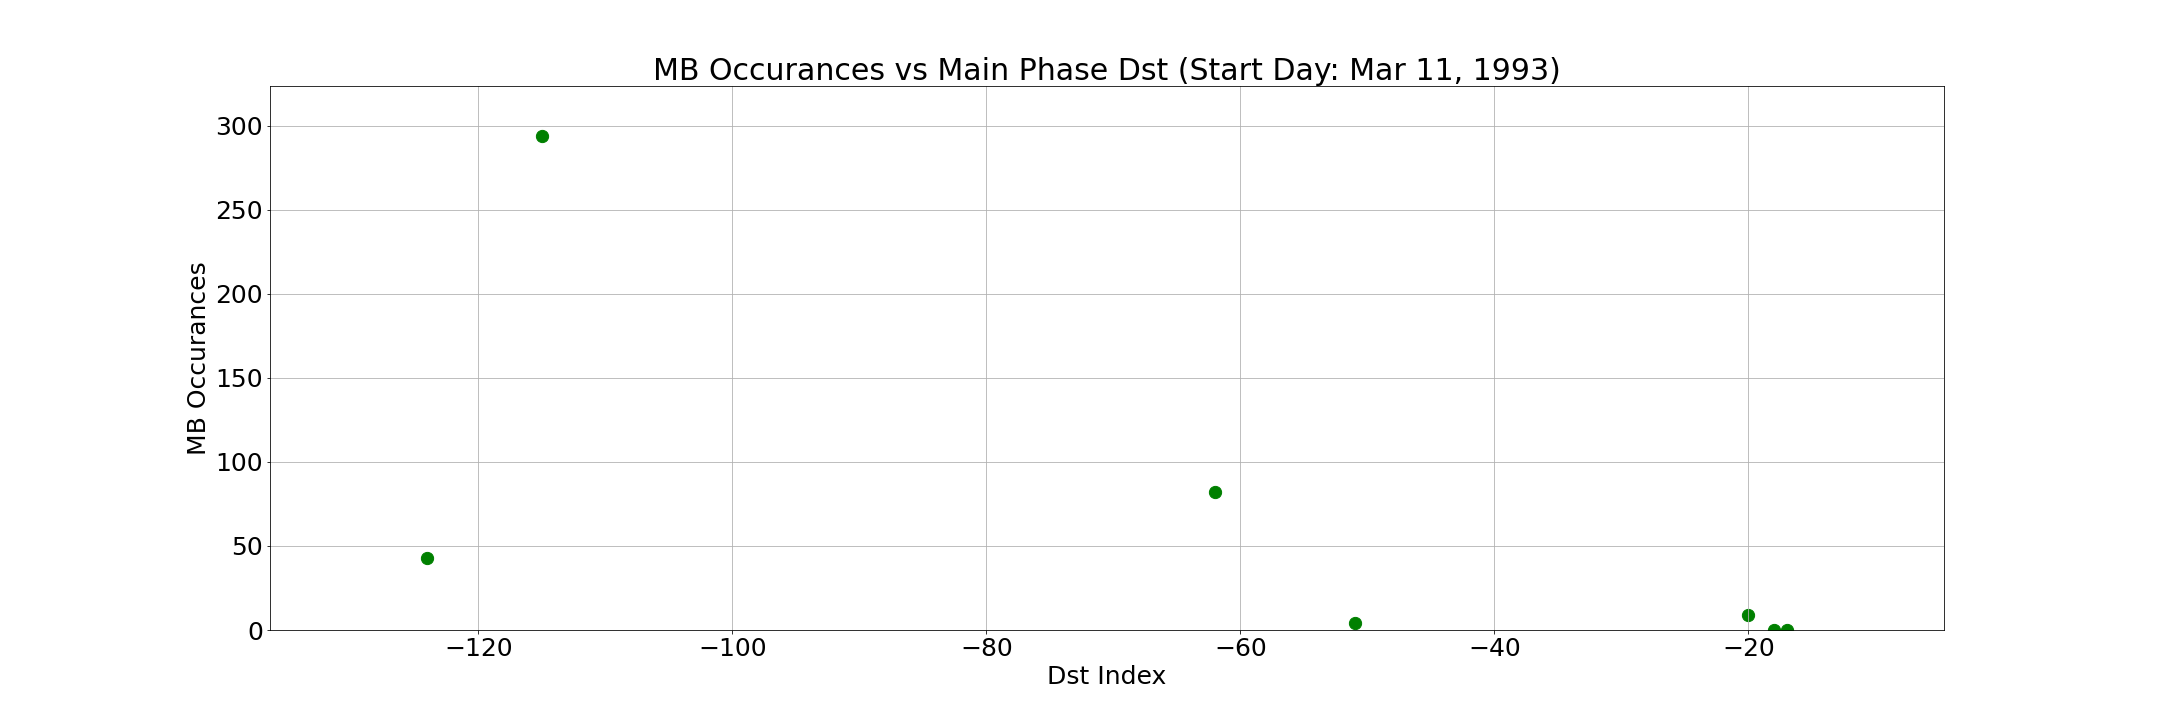 MB Occurances vs Main Phase Dst (Start Day: Mar 11, 1993)
300
250
200
150
100
50
0
MB Occurances
−120 −100 −80 −60 −40 −20
Dst Index